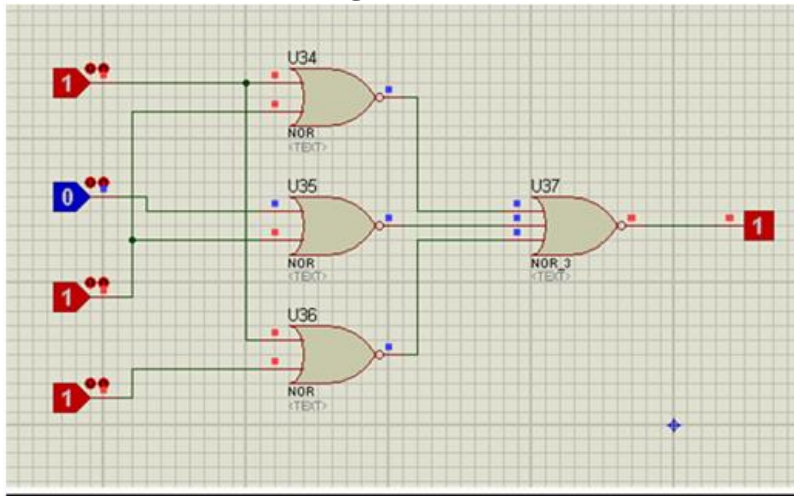 U34
1
NOR
<TEXT>
0
U35
U37
1
NOR
<TEXT>
NOR_3
<TEXT>
1
U36
1
NOR
<TEXT>